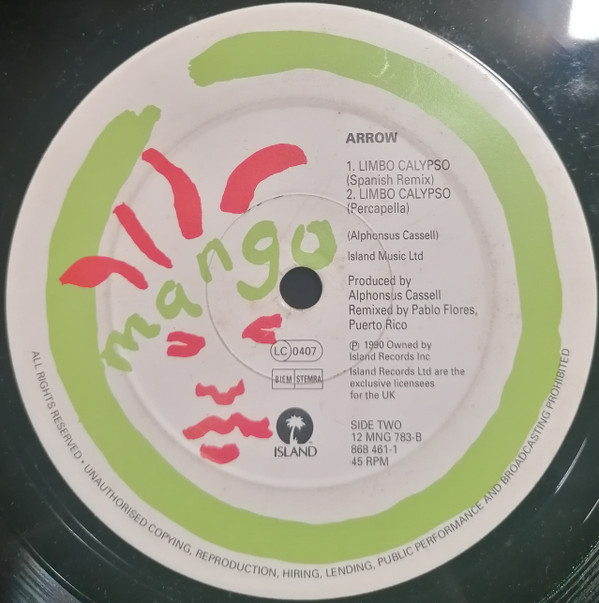 mango
ARROW
1. LIMBO CALYPSO
(Spanish Remix)
2. LIMBO CALYPSO
(Percapella)
(Alphonsus Cassell)
Island Music Ltd
Produced by
Alphonsus Cassell
Remixed by Pablo Flores,
Puerto Rico
LC 0407
℗ 1990 Owned by
Island Records Inc
BIEM STEMRA
Island Records Ltd are the
exclusive licensees
for the UK
ISLAND
SIDE TWO
12 MNG 783-B
868 461-1
45 RPM
ALL RIGHTS RESERVED • UNAUTHORISED COPYING, REPRODUCTION, HIRING, LENDING, PUBLIC PERFORMANCE AND BROADCASTING PROHIBITED